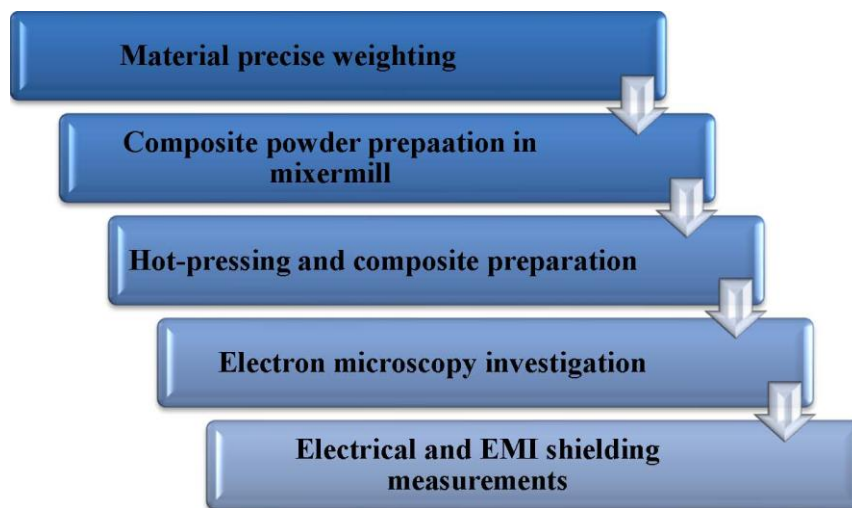 Material precise weighting
Composite powder prepaation in
mixermill
Hot-pressing and composite preparation
Electron microscopy investigation
Electrical and EMI shielding
measurements